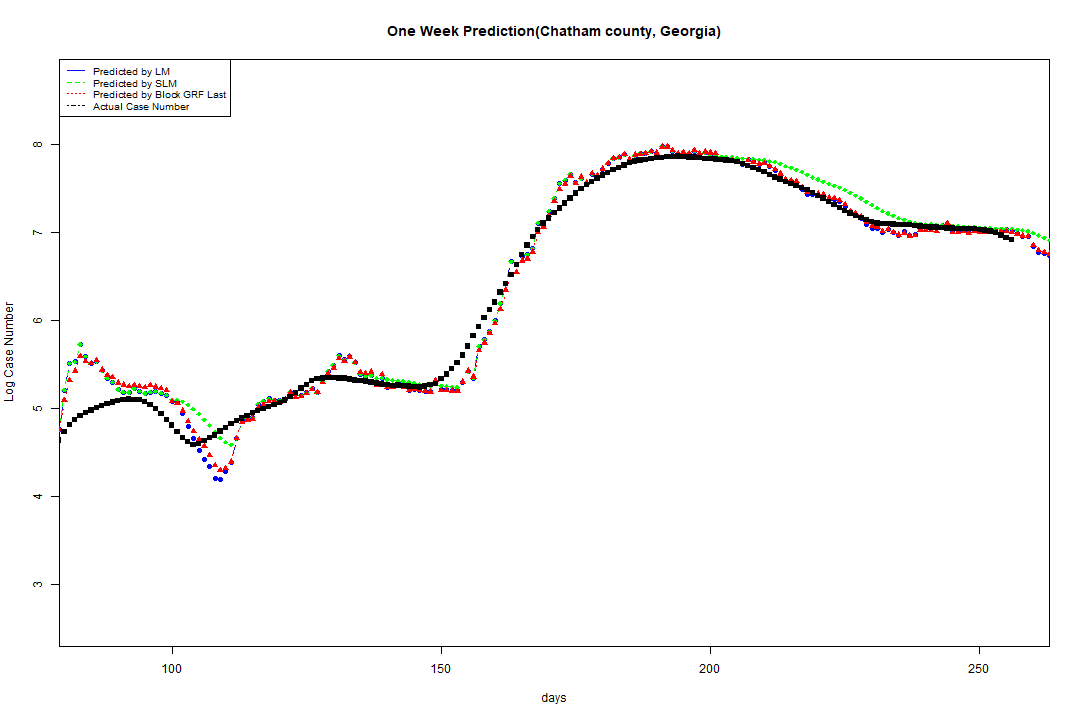 One Week Prediction(Chatham county, Georgia)
Predicted by LM
Predicted by SLM
Predicted by Block GRF Last
Actual Case Number
Log Case Number
8
7
6
5
4
3
100 150 200 250
days